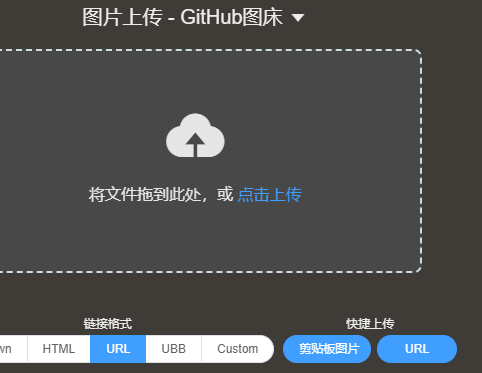 图片上传 - GitHub图床
将文件拖到此处，或 点击上传
链接格式
快捷上传
HTML URL UBB Custom
剪贴板图片 URL